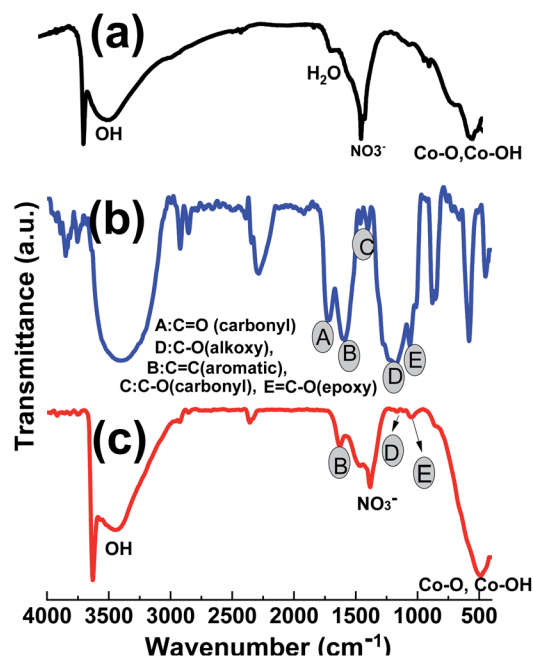 (a)
H₂O
OH
NO3⁻
Co-O,Co-OH
(b)
C
A
B
D
E
A:C=O (carbonyl)
D:C-O(alkoxy),
B:C=C(aromatic),
C:C-O(carbonyl), E=C-O(epoxy)
(c)
B
D
E
NO₃⁻
OH
Co-O, Co-OH
Transmittance (a.u.)
4000 3500 3000 2500 2000 1500 1000 500
Wavenumber (cm⁻¹)